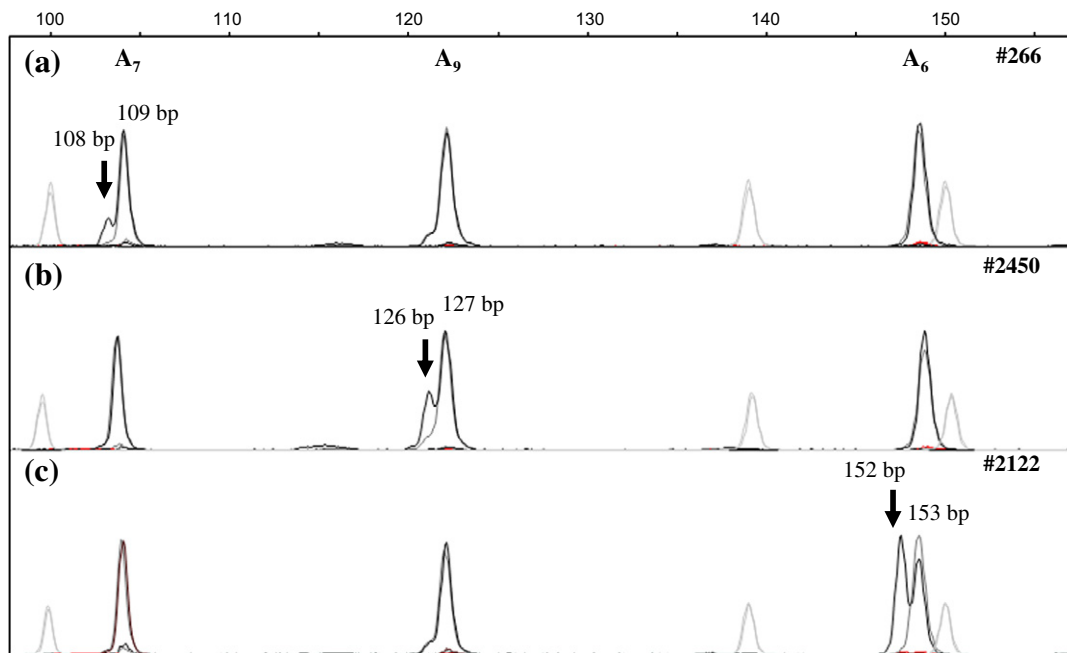 100 110 120 130 140 150
(a) A₇ A₉ A₆ #266
109 bp
108 bp
(b) #2450
127 bp
126 bp
(c) #2122
152 bp
153 bp